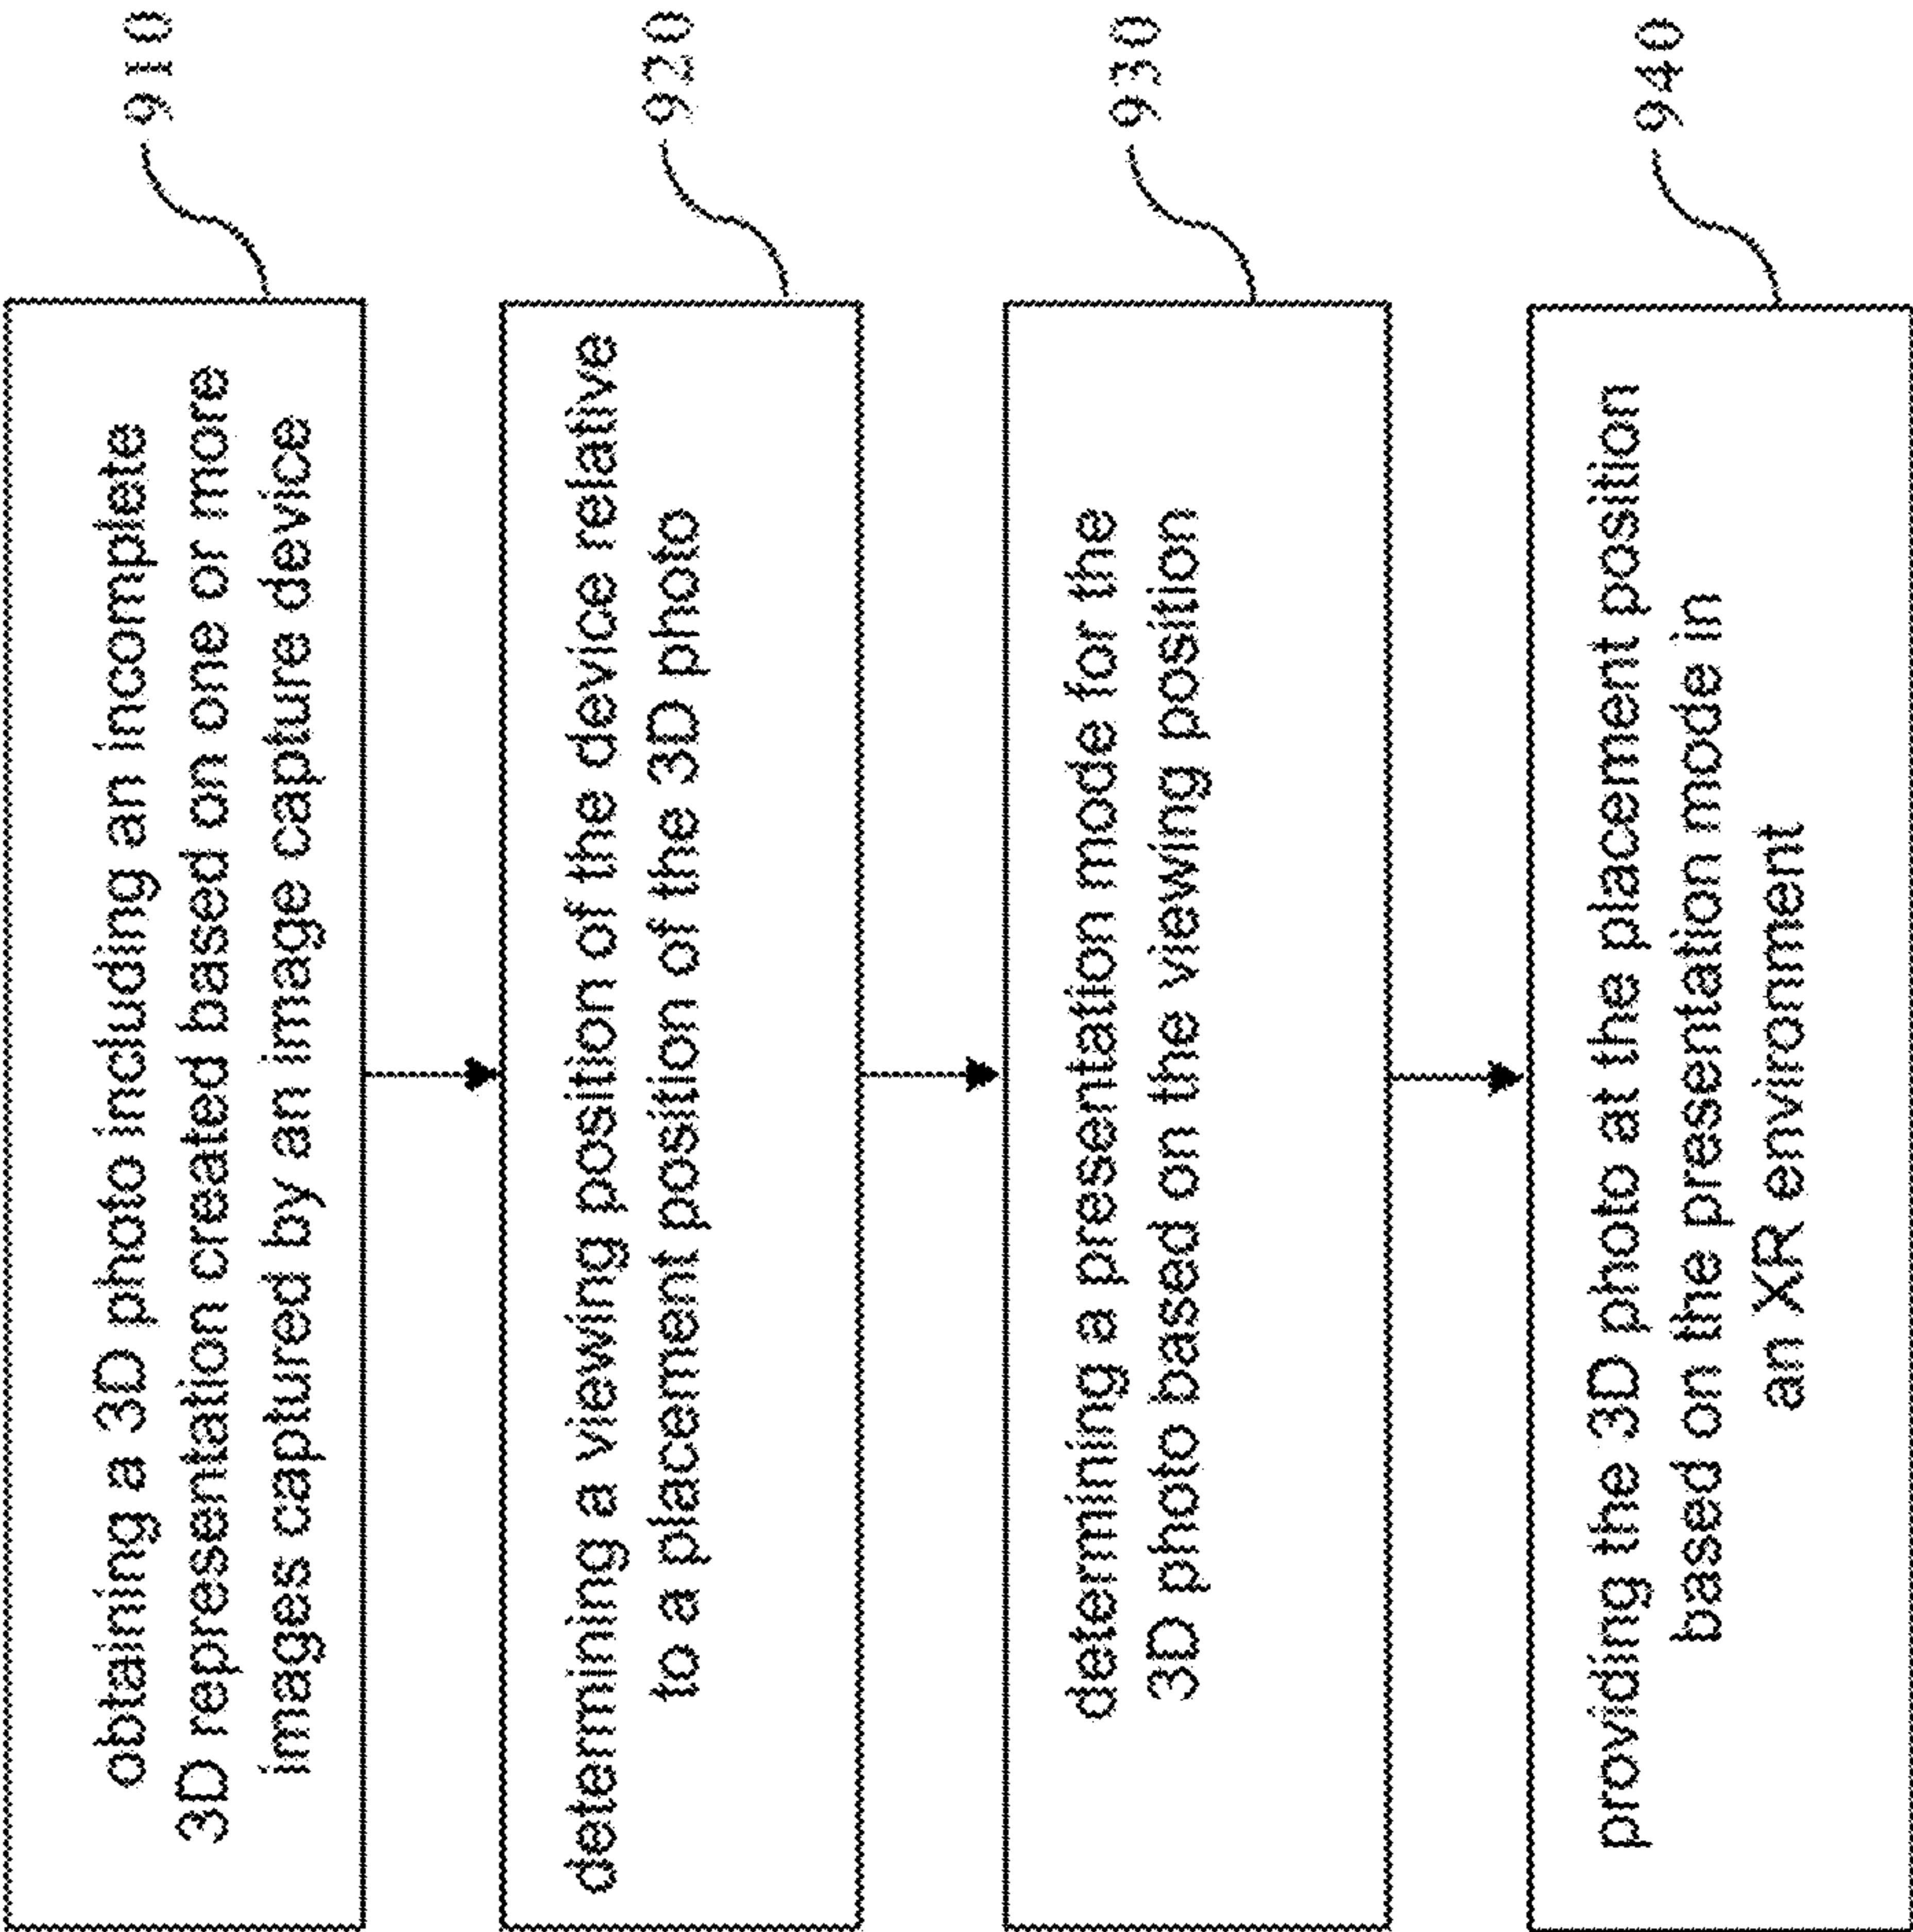 obtaining a 3D photo including an incomplete
3D representation created based on one or more
images captured by an image capture device
910
determining a viewing position of the device relative
to a placement position of the 3D photo
920
determining a presentation mode for the
3D photo based on the viewing position
930
providing the 3D photo at the placement position
based on the presentation mode in
an XR environment
940